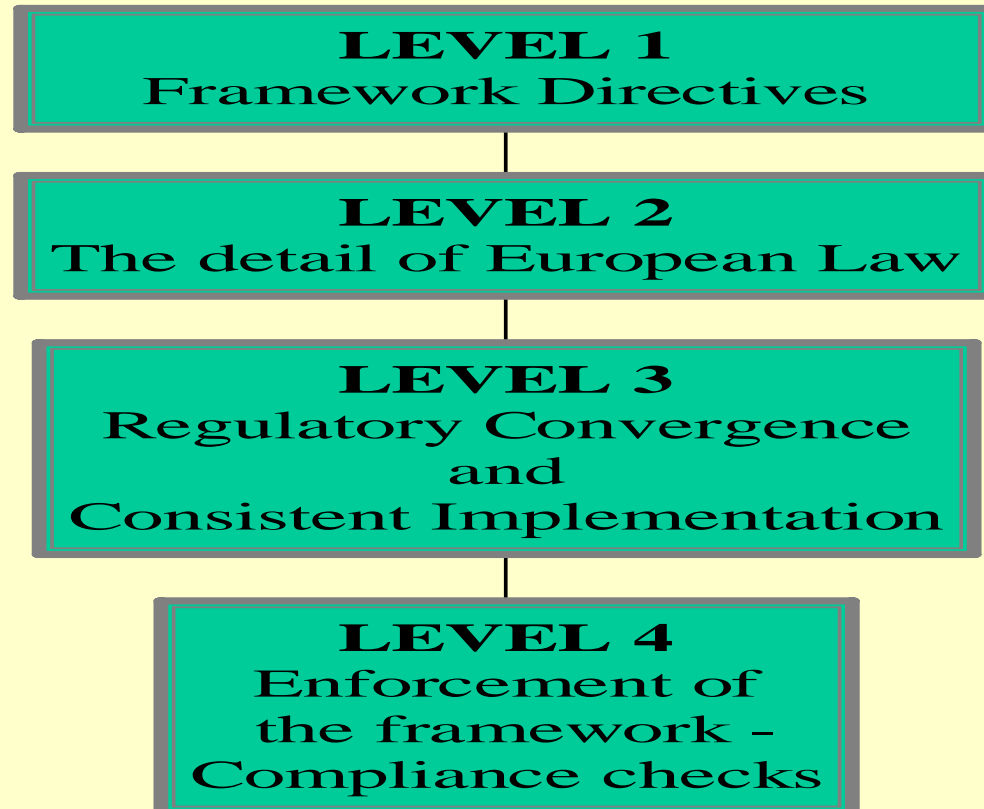 LEVEL 1
Framework Directives
LEVEL 2
The detail of European Law
LEVEL 3
Regulatory Convergence
and
Consistent Implementation
LEVEL 4
Enforcement of
the framework -
Compliance checks